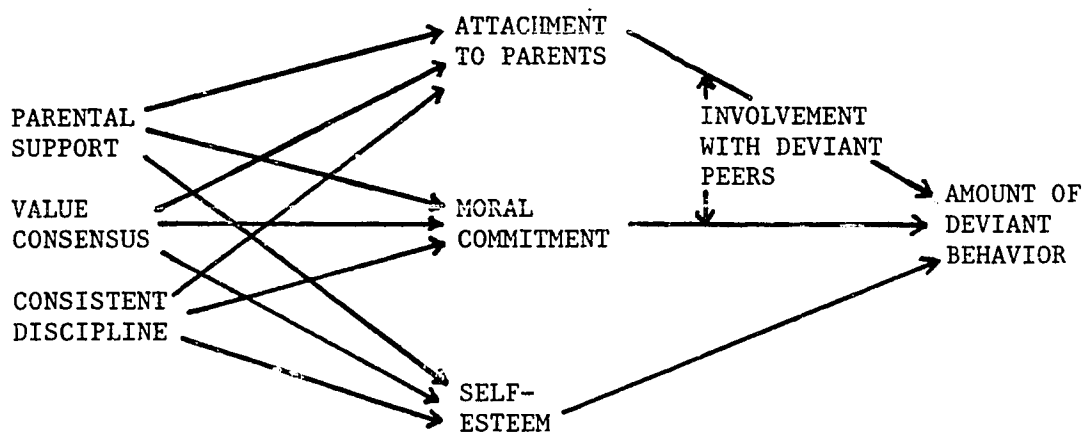 ATTACHMENT
TO PARENTS
PARENTAL
SUPPORT
INVOLVEMENT
WITH DEVIANT
PEERS
VALUE
CONSENSUS
MORAL
COMMITMENT
AMOUNT OF
DEVIANT
BEHAVIOR
CONSISTENT
DISCIPLINE
SELF-
ESTEEM